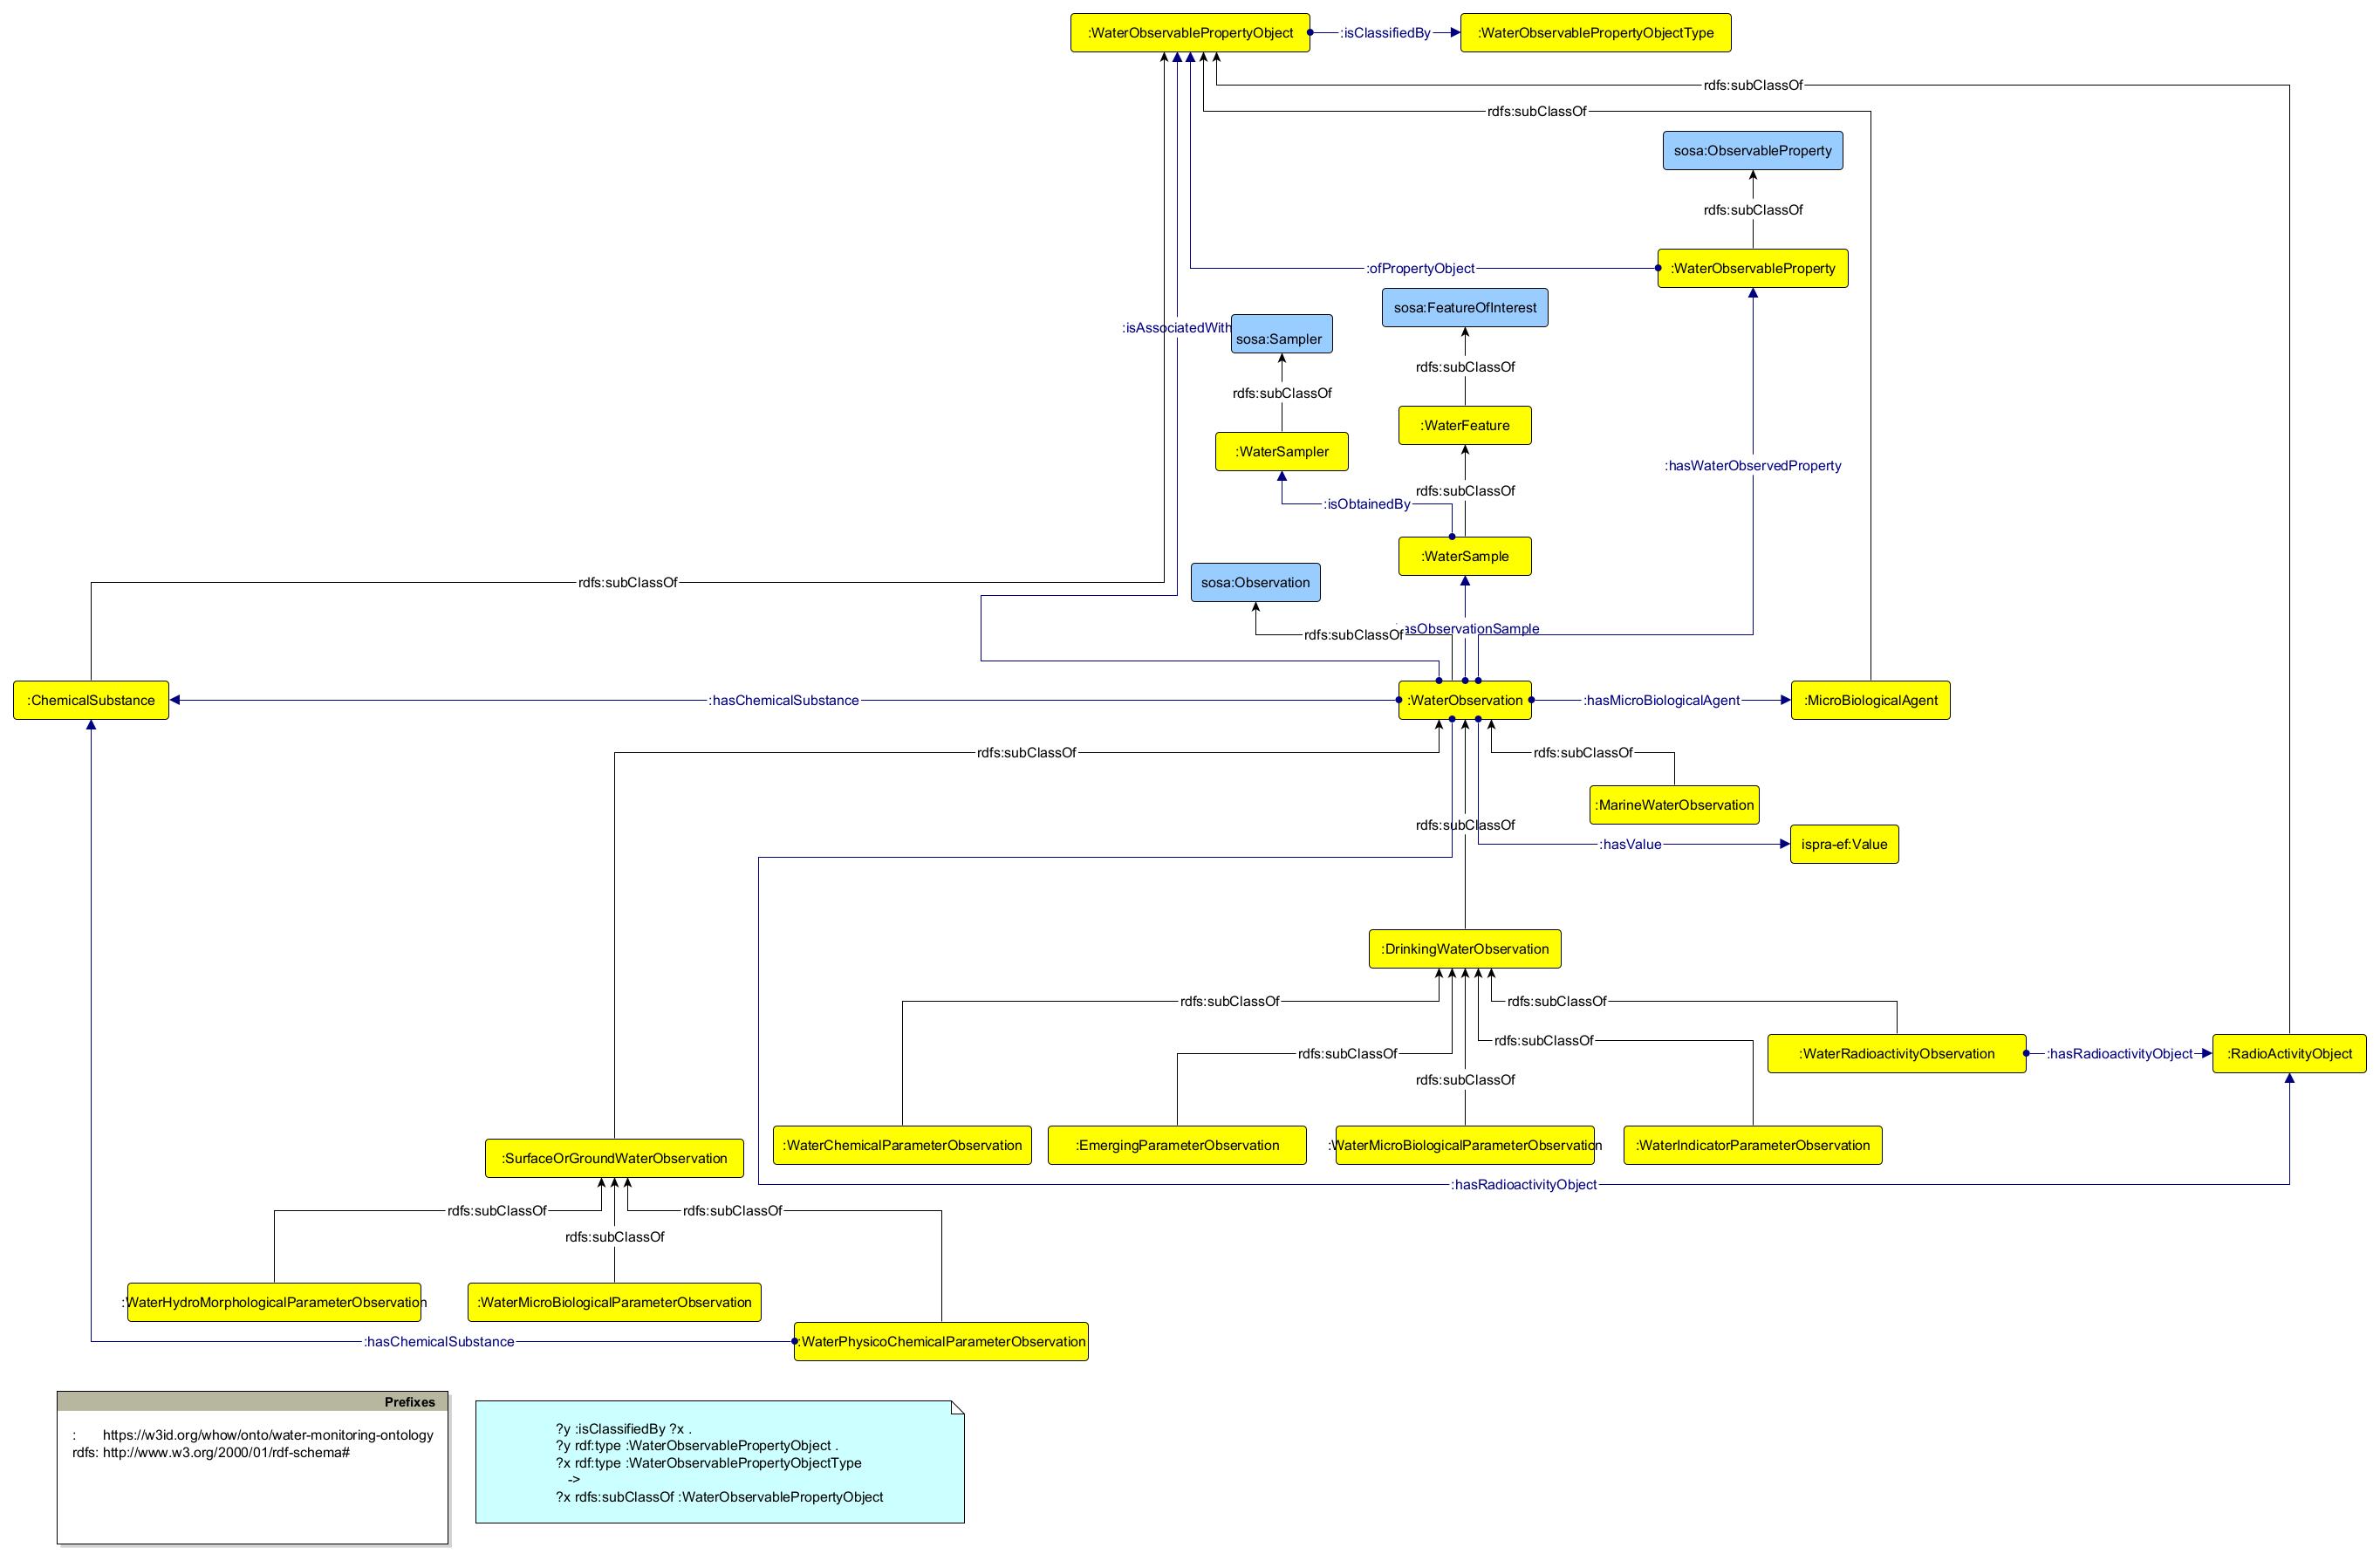 :WaterObservablePropertyObject
:isClassifiedBy
:WaterObservablePropertyObjectType
rdfs:subClassOf
rdfs:subClassOf
sosa:ObservableProperty
rdfs:subClassOf
:ofPropertyObject
:WaterObservableProperty
sosa:FeatureOfInterest
:isAssociatedWith
sosa:Sampler
rdfs:subClassOf
rdfs:subClassOf
:WaterFeature
:WaterSampler
:hasWaterObservedProperty
rdfs:subClassOf
:isObtainedBy
:WaterSample
rdfs:subClassOf
sosa:Observation
asObservationSample
rdfs:subClassOf
:ChemicalSubstance
:hasChemicalSubstance
:WaterObservation
:hasMicroBiologicalAgent
:MicroBiologicalAgent
rdfs:subClassOf
rdfs:subClassOf
:MarineWaterObservation
rdfs:subClassOf
:hasValue
ispra-ef:Value
:DrinkingWaterObservation
rdfs:subClassOf
rdfs:subClassOf
rdfs:subClassOf
rdfs:subClassOf
:WaterRadioactivityObservation
:hasRadioactivityObject
:RadioActivityObject
rdfs:subClassOf
:WaterChemicalParameterObservation
:EmergingParameterObservation
:WaterMicroBiologicalParameterObservation
:WaterIndicatorParameterObservation
:SurfaceOrGroundWaterObservation
:hasRadioactivityObject
rdfs:subClassOf
rdfs:subClassOf
rdfs:subClassOf
:WaterHydroMorphologicalParameterObservation
:WaterMicroBiologicalParameterObservation
:hasChemicalSubstance
:WaterPhysicoChemicalParameterObservation
Prefixes
: https://w3id.org/whow/onto/water-monitoring-ontology
rdfs: http://www.w3.org/2000/01/rdf-schema#
?y :isClassifiedBy ?x .
?y rdf:type :WaterObservablePropertyObject .
?x rdf:type :WaterObservablePropertyObjectType
->
?x rdfs:subClassOf :WaterObservablePropertyObject